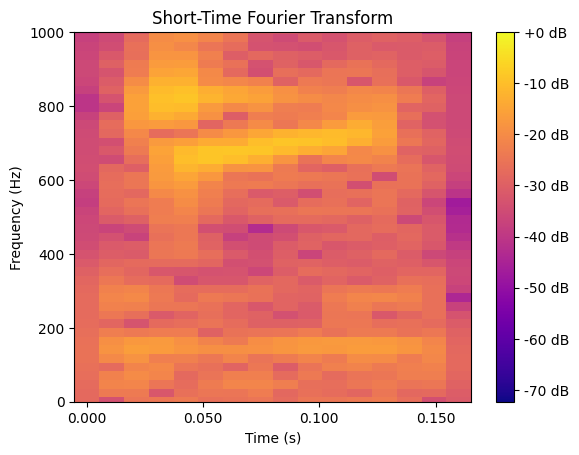 Short-Time Fourier Transform
1000
800
600
400
200
0
Frequency (Hz)
0.000
0.050
0.100
0.150
Time (s)
+0 dB
-10 dB
-20 dB
-30 dB
-40 dB
-50 dB
-60 dB
-70 dB